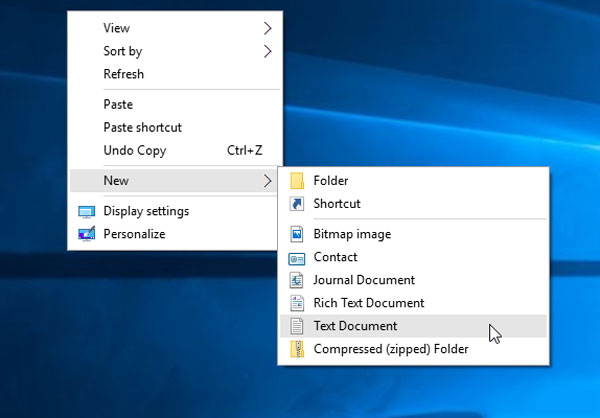 View
Sort by
Refresh
Paste
Paste shortcut
Undo Copy Ctrl+Z
New
Display settings
Personalize
Folder
Shortcut
Bitmap image
Contact
Journal Document
Rich Text Document
Text Document
Compressed (zipped) Folder